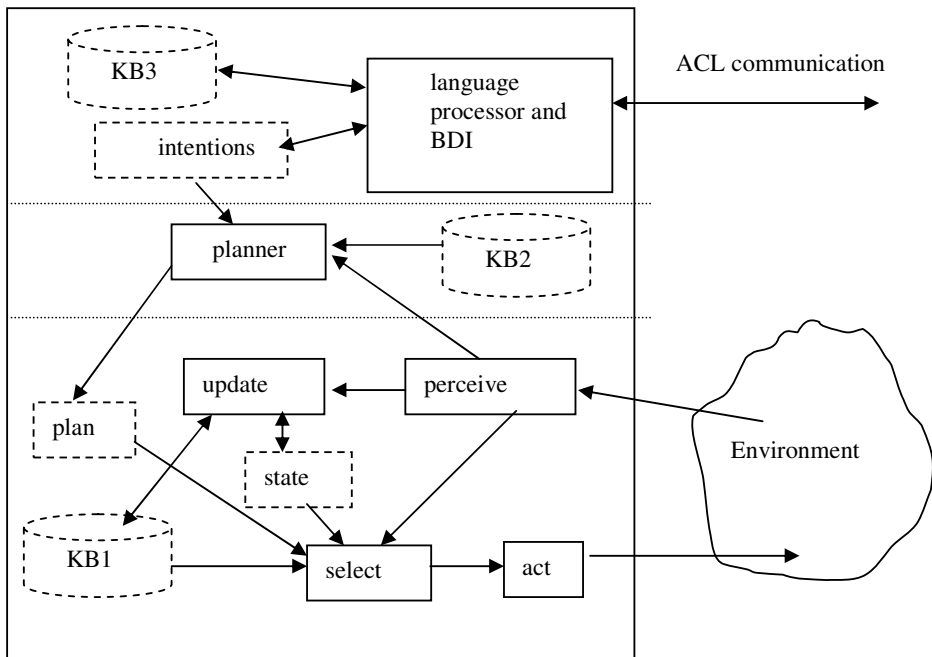 KB3
ACL communication
language
processor and
BDI
intentions
planner
KB2
update
perceive
plan
Environment
state
KB1
select
act